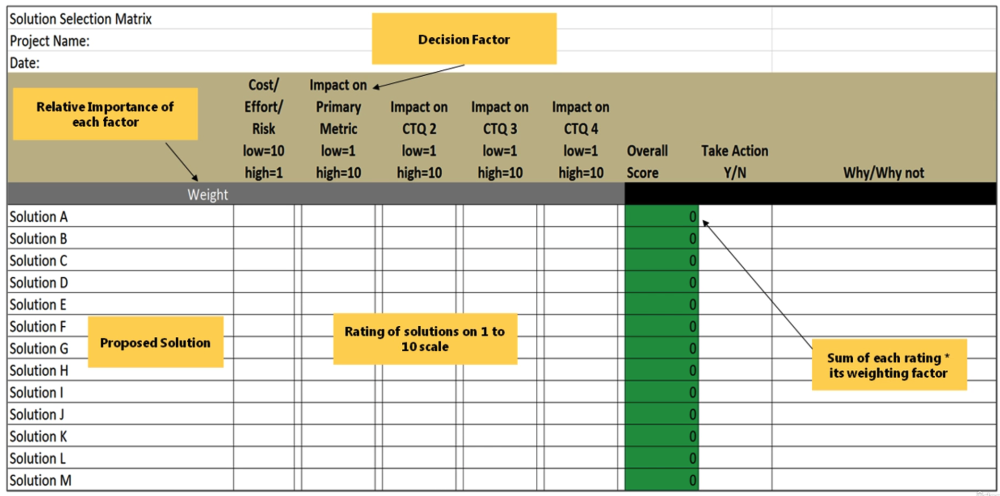 Solution Selection Matrix
Project Name:
Date:
Decision Factor
Relative Importance of
each factor
Cost/
Effort/
Risk
low=10
high=1
Impact on
Primary
Metric
low=1
high=10
Impact on
CTQ 2
low=1
high=10
Impact on
CTQ 3
low=1
high=10
Impact on
CTQ 4
low=1
high=10
Overall
Score
Take Action
Y/N
Why/Why not
Weight
Solution A 0
Solution B 0
Solution C 0
Solution D 0
Solution E 0
Solution F 0
Solution G 0
Solution H 0
Solution I 0
Solution J 0
Solution K 0
Solution L 0
Solution M 0
Proposed Solution
Rating of solutions on 1 to
10 scale
Sum of each rating *
its weighting factor